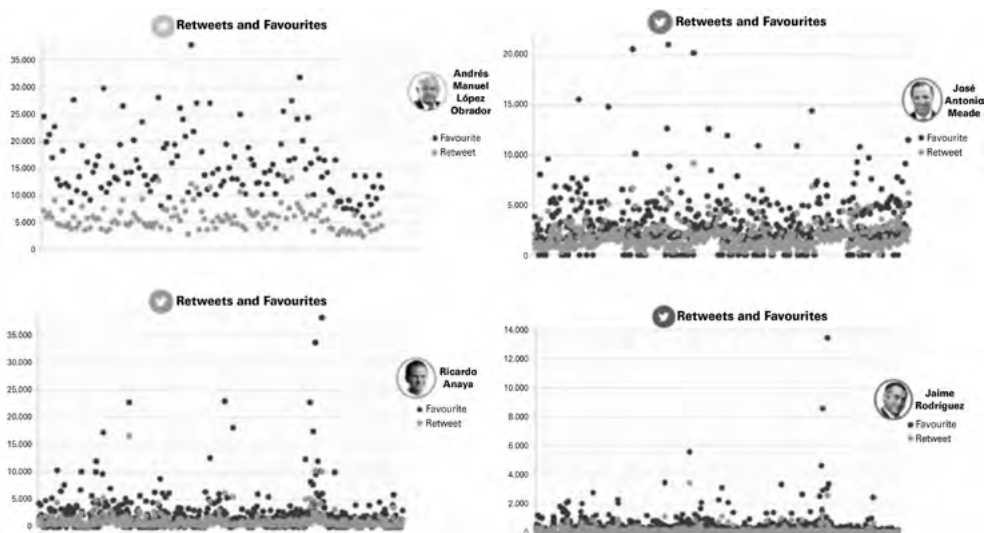 Retweets and Favourites
35.000
30.000
25.000
20.000
15.000
10.000
5.000
0
Andrés
Manuel
López
Obrador
Favourite
Retweet
Retweets and Favourites
20.000
15.000
10.000
5.000
0
José
Antonio
Meade
Favourite
Retweet
Retweets and Favourites
35.000
30.000
25.000
20.000
15.000
10.000
5.000
0
Ricardo
Anaya
Favourite
Retweet
Retweets and Favourites
14.000
12.000
10.000
8.000
6.000
4.000
2.000
0
Jaime
Rodríguez
Favourite
Retweet